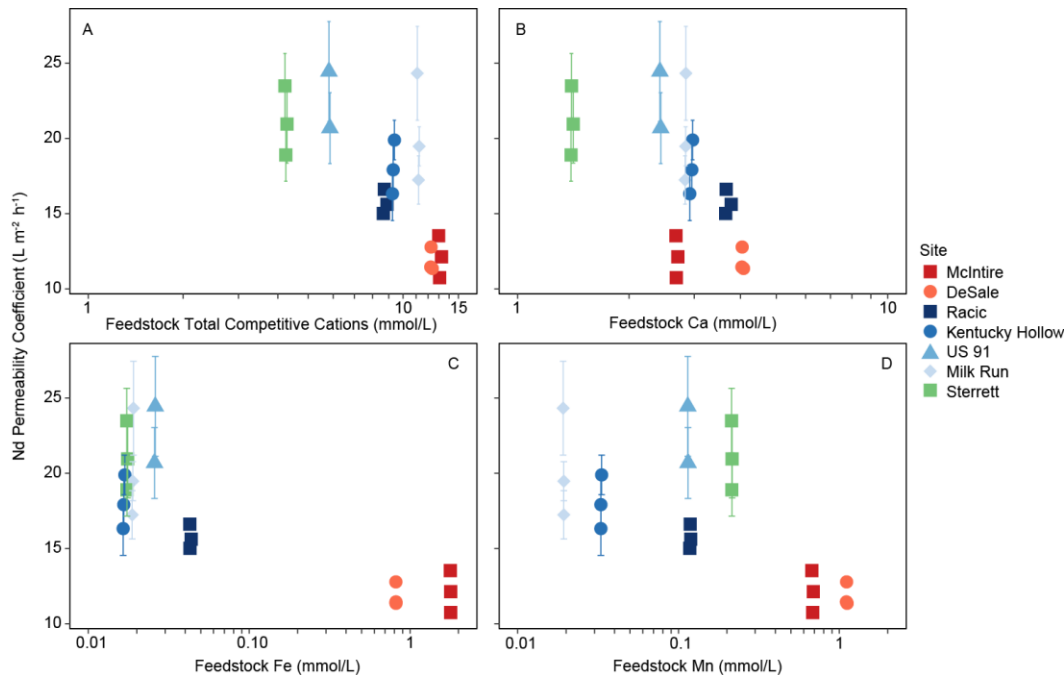 A
B
25
20
15
10
1
10
15
1
10
Feedstock Total Competitive Cations (mmol/L)
Feedstock Ca (mmol/L)
Nd Permeability Coefficient (L m⁻² h⁻¹)
Site
McIntire
DeSale
Racic
Kentucky Hollow
US 91
Milk Run
Sterrett
C
D
25
20
15
10
0.01
0.10
1
0.01
0.1
1
Feedstock Fe (mmol/L)
Feedstock Mn (mmol/L)